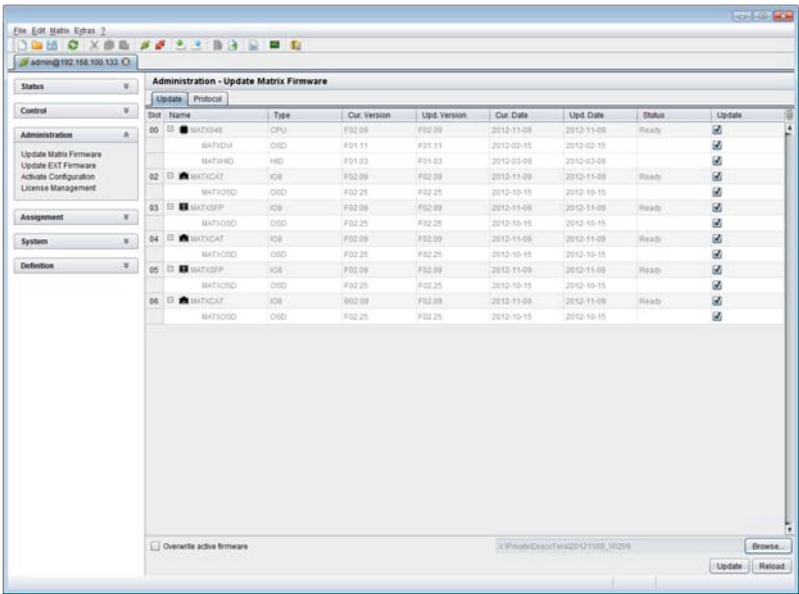 File Edit Matrix Extras ?
admin@192.168.100.133
Status
Control
Administration
Update Matrix Firmware
Update EXT Firmware
Activate Configuration
License Management
Assignment
System
Definition
Administration - Update Matrix Firmware
Update Protocol
Slot Name Type Cur. Version Upd. Version Cur. Date Upd. Date Status Update
00 MATX048 CPU F02.09 F02.09 2012-11-09 2012-11-09 Ready
MATXDVI OSD F01.11 F01.11 2012-02-15 2012-02-15
MATXHID HID F01.03 F01.03 2012-03-09 2012-03-09
02 MATXCAT IO8 F02.09 F02.09 2012-11-09 2012-11-09 Ready
MATXOSD OSD F02.25 F02.25 2012-10-15 2012-10-15
03 MATXSFP IO8 F02.09 F02.09 2012-11-09 2012-11-09 Ready
MATXOSD OSD F02.25 F02.25 2012-10-15 2012-10-15
04 MATXCAT IO8 F02.09 F02.09 2012-11-09 2012-11-09 Ready
MATXOSD OSD F02.25 F02.25 2012-10-15 2012-10-15
05 MATXSFP IO8 F02.09 F02.09 2012-11-09 2012-11-09 Ready
MATXOSD OSD F02.25 F02.25 2012-10-15 2012-10-15
06 MATXCAT IO8 B02.09 F02.09 2012-11-09 2012-11-09 Ready
MATXOSD OSD F02.25 F02.25 2012-10-15 2012-10-15
Overwrite active firmware
Browse...
Update Reload